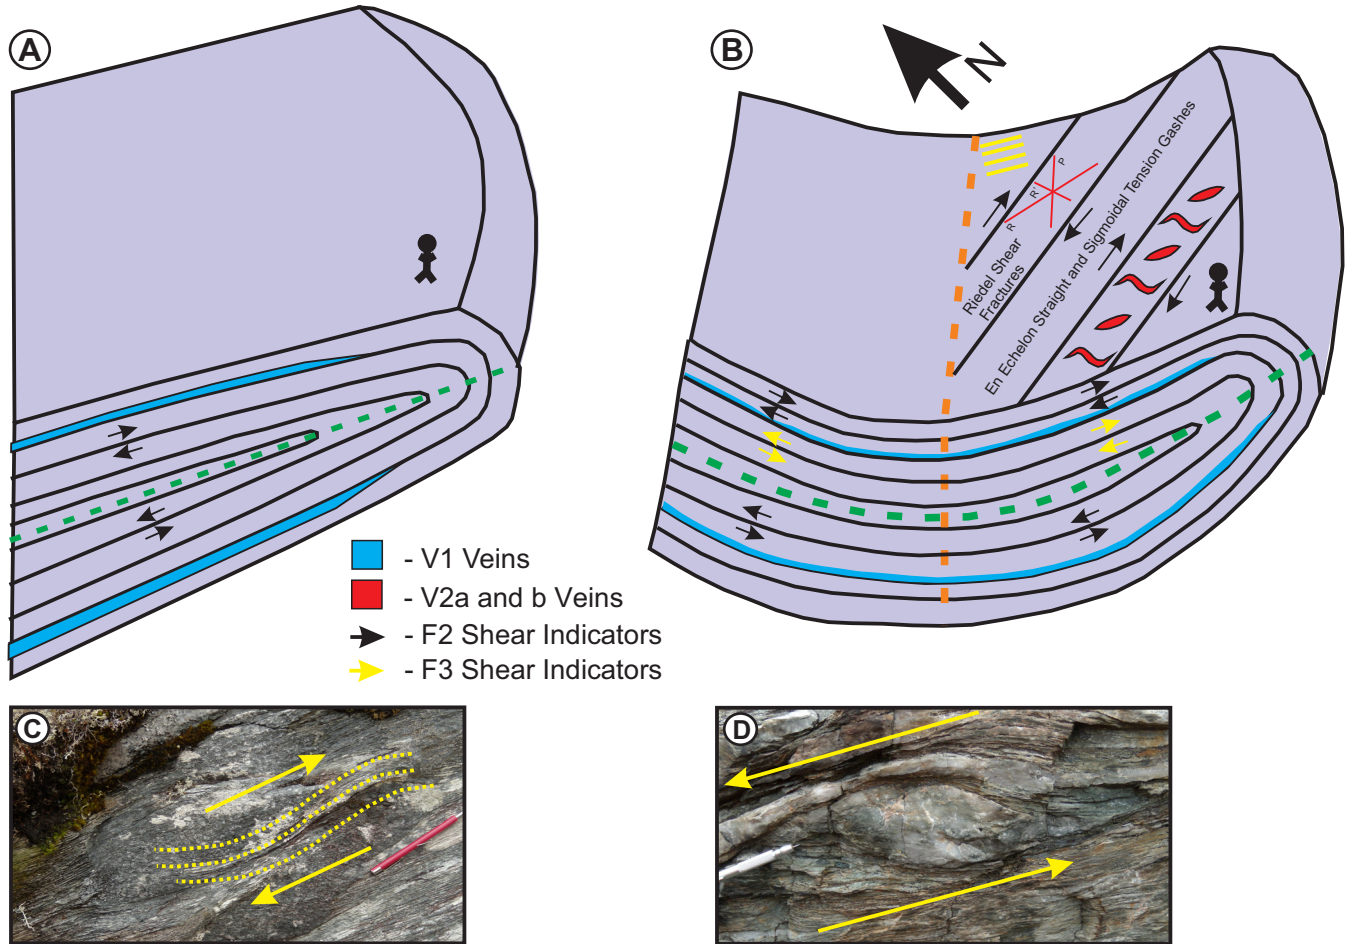 A
B
N
P
R'
R
Riedel Shear
Fractures
En Echelon Straight and Sigmoidal Tension Gashes
- V1 Veins
- V2a and b Veins
- F2 Shear Indicators
- F3 Shear Indicators
C
D